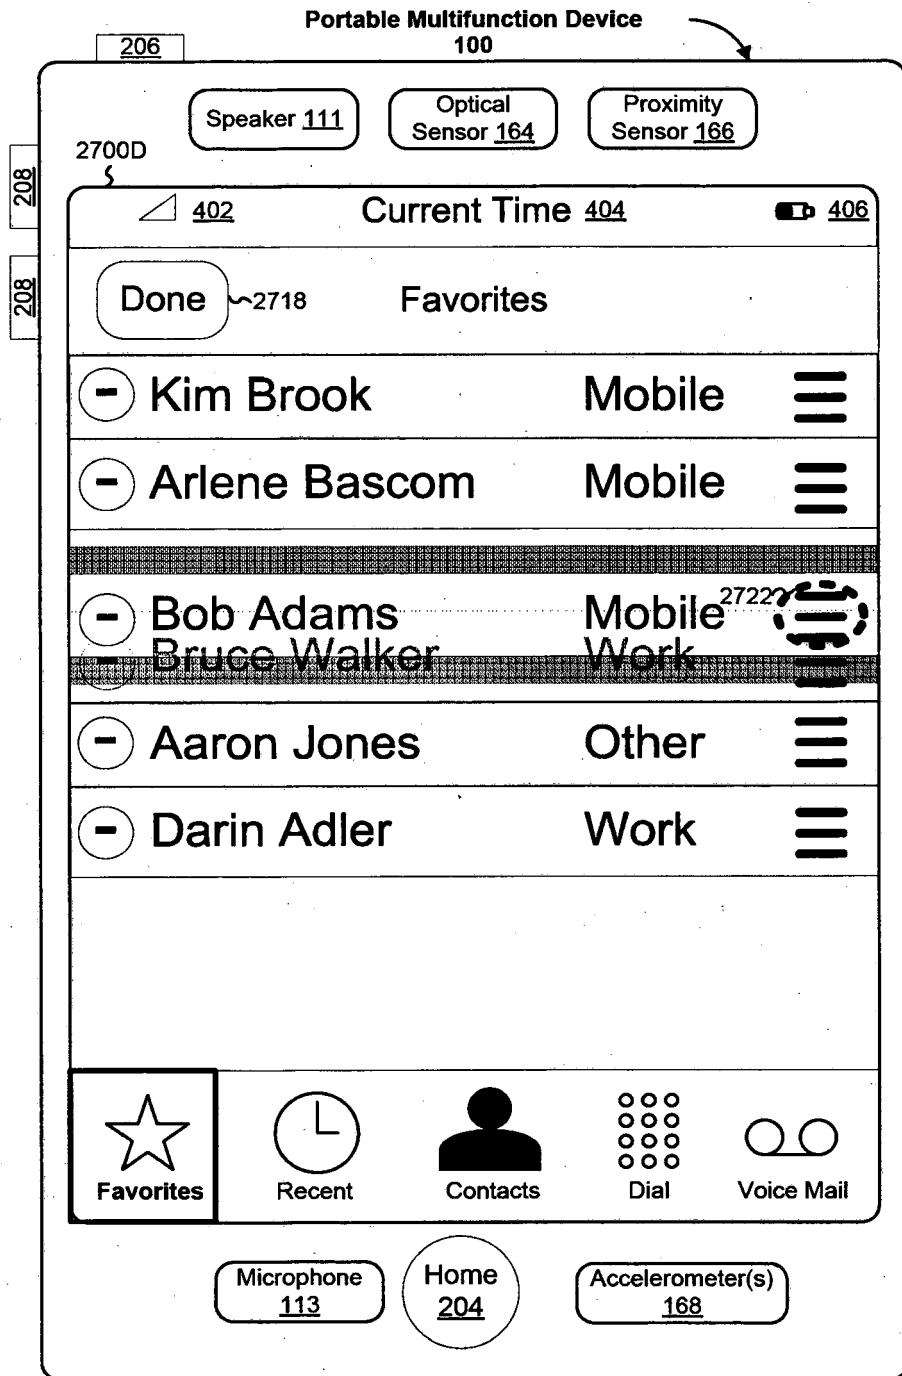 Portable Multifunction Device
100
206
Speaker 111
Optical
Sensor 164
Proximity
Sensor 166
2700D
208
402
Current Time 404
406
208
Done
2718
Favorites
Kim Brook
Mobile
Arlene Bascom
Mobile
Bob Adams
Mobile
2722
Bruce Walker
Work
Aaron Jones
Other
Darin Adler
Work
Favorites
Recent
Contacts
Dial
Voice Mail
Microphone
113
Home
204
Accelerometer(s)
168